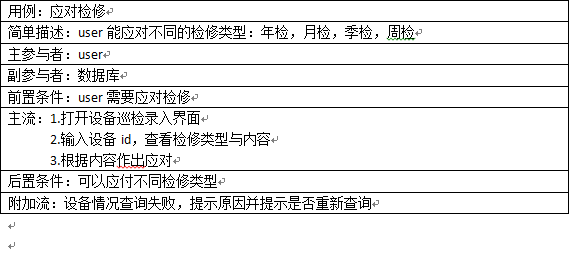 用例：应对检修
简单描述：user 能应对不同的检修类型：年检，月检，季检，周检
主参与者：user
副参与者：数据库
前置条件：user 需要应对检修
主流：1.打开设备巡检录入界面
2.输入设备 id，查看检修类型与内容
3.根据内容作出应对
后置条件：可以应付不同检修类型
附加流：设备情况查询失败，提示原因并提示是否重新查询